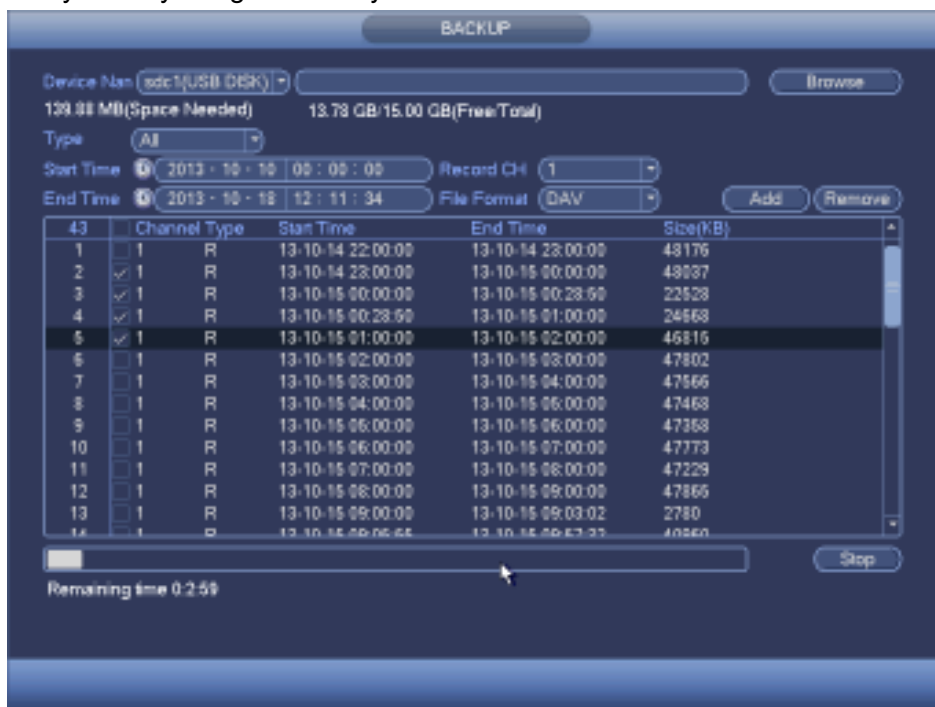 BACKUP
Device Nan sdc1(USB DISK) Browse
139.88 MB(Space Needed) 13.78 GB/15.00 GB(Free/Total)
Type All
Start Time 2013 - 10 - 10 00 : 00 : 00 Record CH 1
End Time 2013 - 10 - 18 12 : 11 : 34 File Format DAV Add Remove
43 Channel Type Start Time End Time Size(KB)
1 1 R 13-10-14 22:00:00 13-10-14 23:00:00 48176
2 1 R 13-10-14 23:00:00 13-10-15 00:00:00 48037
3 1 R 13-10-15 00:00:00 13-10-15 00:28:50 22528
4 1 R 13-10-15 00:28:50 13-10-15 01:00:00 24668
5 1 R 13-10-15 01:00:00 13-10-15 02:00:00 46815
6 1 R 13-10-15 02:00:00 13-10-15 03:00:00 47802
7 1 R 13-10-15 03:00:00 13-10-15 04:00:00 47566
8 1 R 13-10-15 04:00:00 13-10-15 05:00:00 47468
9 1 R 13-10-15 05:00:00 13-10-15 06:00:00 47358
10 1 R 13-10-15 06:00:00 13-10-15 07:00:00 47773
11 1 R 13-10-15 07:00:00 13-10-15 08:00:00 47229
12 1 R 13-10-15 08:00:00 13-10-15 09:00:00 47865
13 1 R 13-10-15 09:00:00 13-10-15 09:03:02 2780
14 1 R
Stop
Remaining time 0:2:59